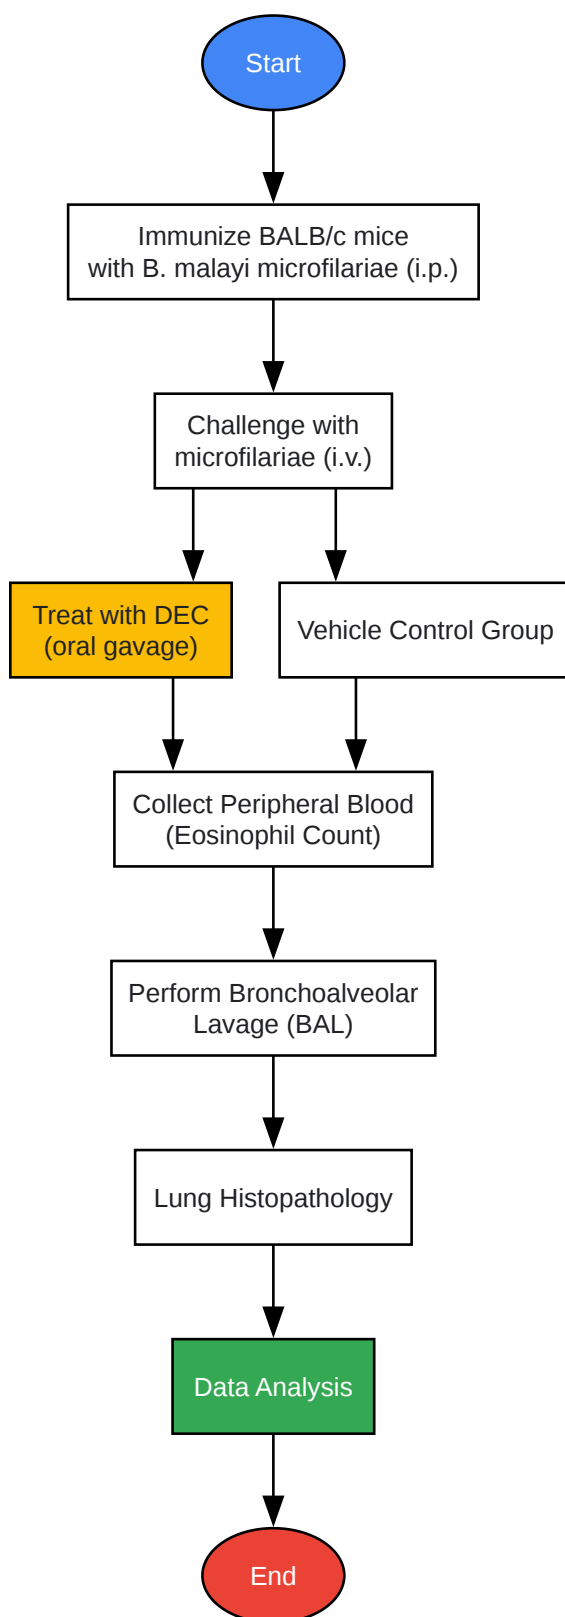 Start
Immunize BALB/c mice
with B. malayi microfilariae (i.p.)
Challenge with
microfilariae (i.v.)
Treat with DEC
(oral gavage)
Vehicle Control Group
Collect Peripheral Blood
(Eosinophil Count)
Perform Bronchoalveolar
Lavage (BAL)
Lung Histopathology
Data Analysis
End